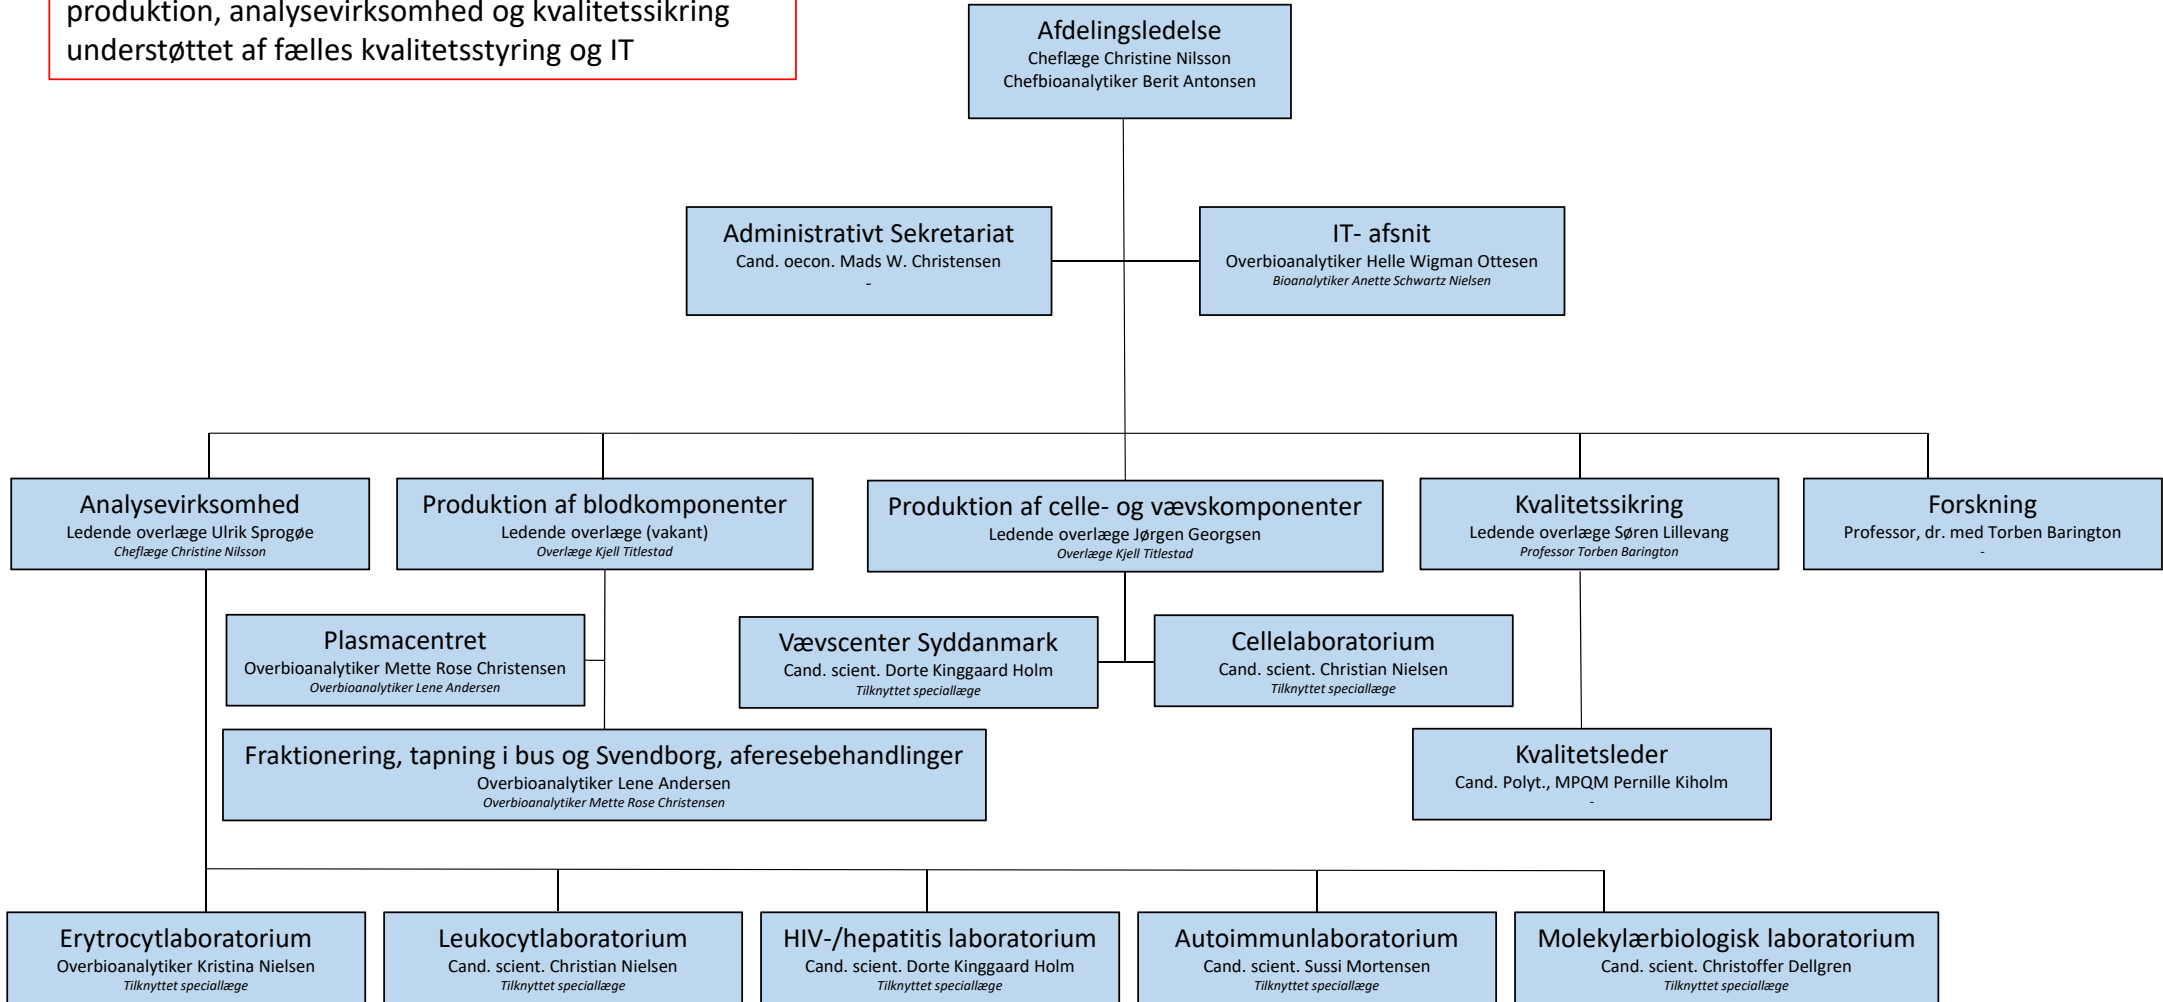 produktion, analysevirksomhed og kvalitetssikring
understøttet af fælles kvalitetsstyring og IT
Afdelingsledelse
Cheflæge Christine Nilsson
Chefbioanalytiker Berit Antonsen
Administrativt Sekretariat
Cand. oecon. Mads W. Christensen
-
IT- afsnit
Overbioanalytiker Helle Wigman Ottesen
Bioanalytiker Anette Schwartz Nielsen
Analysevirksomhed
Ledende overlæge Ulrik Sprogøe
Cheflæge Christine Nilsson
Produktion af blodkomponenter
Ledende overlæge (vakant)
Overlæge Kjell Titlestad
Produktion af celle- og vævskomponenter
Ledende overlæge Jørgen Georgsen
Overlæge Kjell Titlestad
Kvalitetssikring
Ledende overlæge Søren Lillevang
Professor Torben Barington
Forskning
Professor, dr. med Torben Barington
-
Plasmacentret
Overbioanalytiker Mette Rose Christensen
Overbioanalytiker Lene Andersen
Vævscenter Syddanmark
Cand. scient. Dorte Kinggaard Holm
Tilknyttet speciallæge
Cellelaboratorium
Cand. scient. Christian Nielsen
Tilknyttet speciallæge
Fraktionering, tapning i bus og Svendborg, aferesebehandlinger
Overbioanalytiker Lene Andersen
Overbioanalytiker Mette Rose Christensen
Kvalitetsleder
Cand. Polyt., MPQM Pernille Kiholm
-
Erytrocytlaboratorium
Overbioanalytiker Kristina Nielsen
Tilknyttet speciallæge
Leukocytlaboratorium
Cand. scient. Christian Nielsen
Tilknyttet speciallæge
HIV-/hepatitis laboratorium
Cand. scient. Dorte Kinggaard Holm
Tilknyttet speciallæge
Autoimmunlaboratorium
Cand. scient. Sussi Mortensen
Tilknyttet speciallæge
Molekylærbiologisk laboratorium
Cand. scient. Christoffer Dellgren
Tilknyttet speciallæge